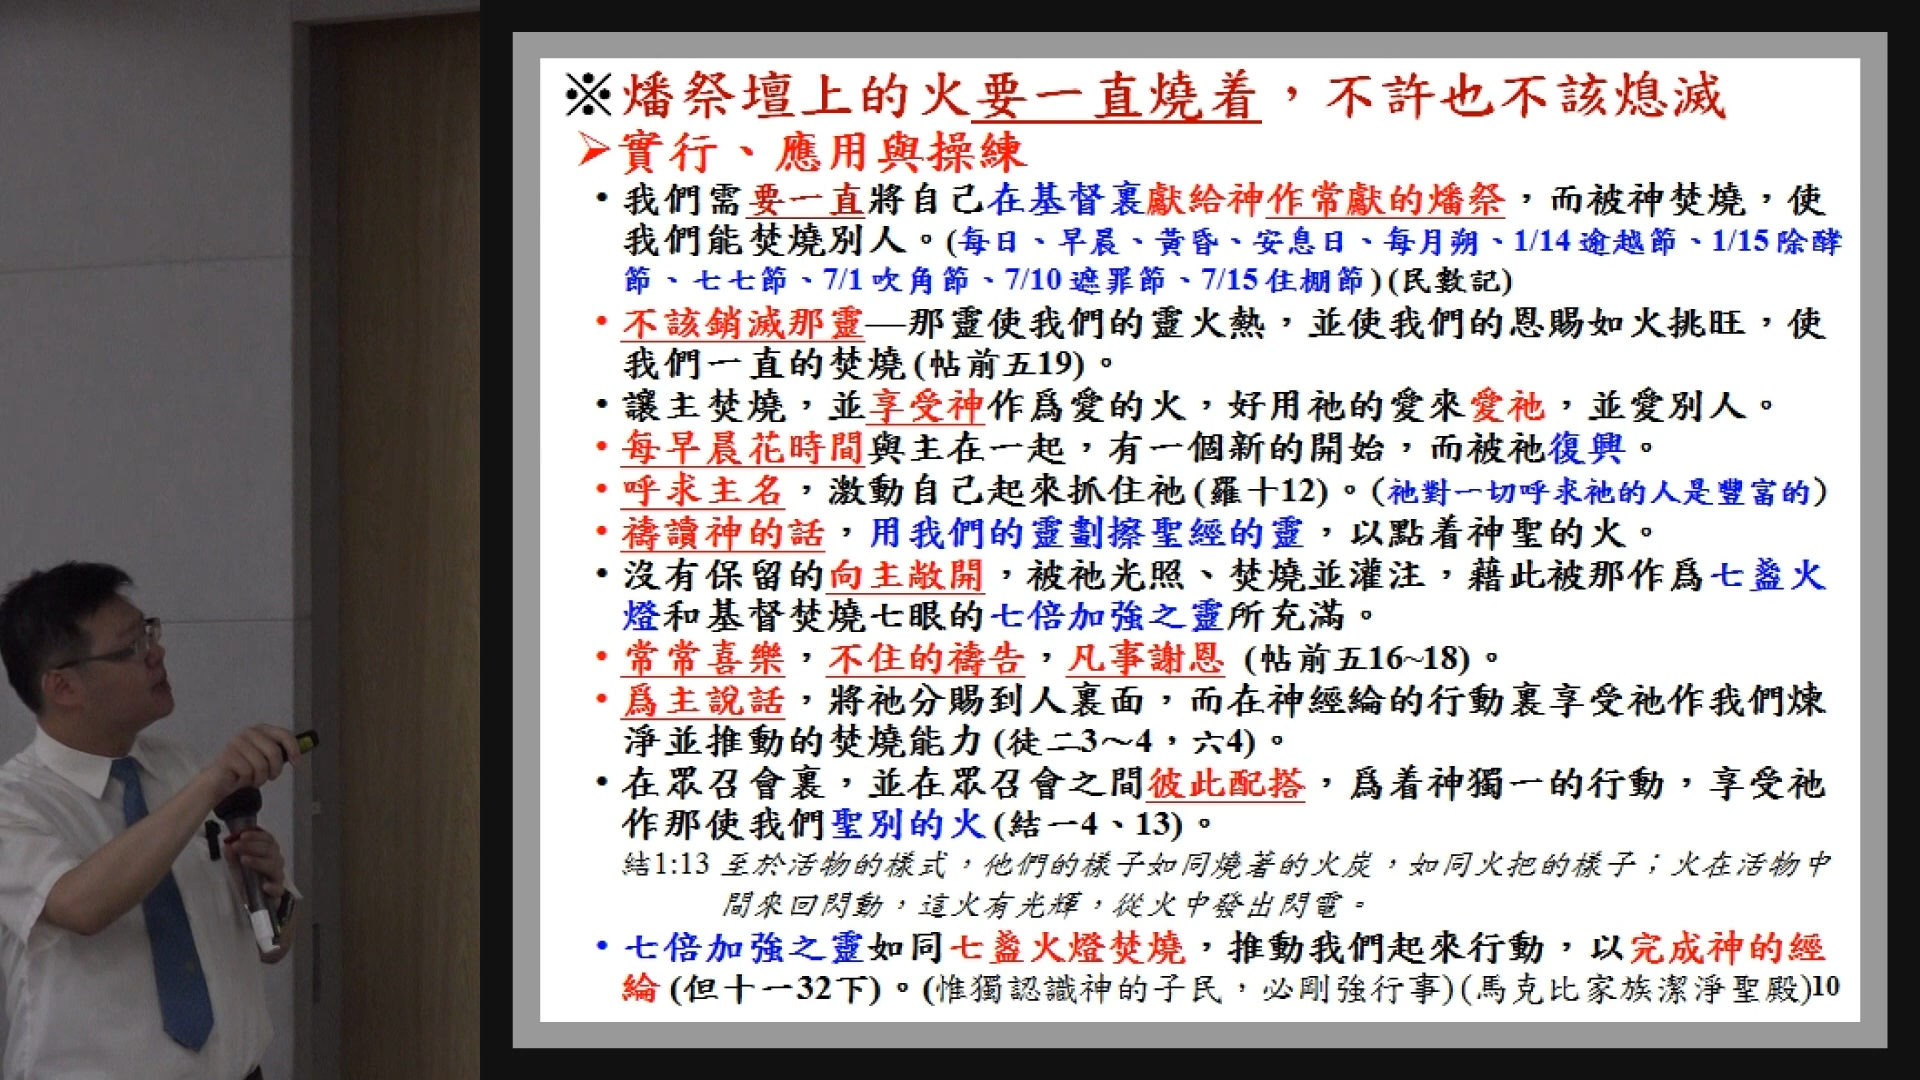 ※燔祭壇上的火要一直燒着，不許也不該熄滅
➢實行、應用與操練
•我們需要一直將自己在基督裏獻給神作常獻的燔祭，而被神焚燒，使
我們能焚燒別人。(每日、早晨、黃昏、安息日、每月朔、1/14逾越節、1/15除酵
節、七七節、7/1吹角節、7/10遮罪節、7/15住棚節)(民數記)
•不該銷滅那靈—那靈使我們的靈火熱，並使我們的恩賜如火挑旺，使
我們一直的焚燒(帖前五19)。
•讓主焚燒，並享受神作爲愛的火，好用祂的愛來愛祂，並愛別人。
•每早晨花時間與主在一起，有一個新的開始，而被祂復興。
•呼求主名，激動自己起來抓住祂(羅十12)。(祂對一切呼求祂的人是豐富的)
•禱讀神的話，用我們的靈劃擦聖經的靈，以點着神聖的火。
•沒有保留的向主敞開，被祂光照、焚燒並灌注，藉此被那作爲七盞火
燈和基督焚燒七眼的七倍加強之靈所充滿。
•常常喜樂，不住的禱告，凡事謝恩 (帖前五16~18)。
•爲主說話，將祂分賜到人裏面，而在神經綸的行動裏享受祂作我們煉
淨並推動的焚燒能力(徒二3～4，六4)。
•在眾召會裏，並在眾召會之間彼此配搭，爲着神獨一的行動，享受祂
作那使我們聖別的火(結一4、13)。
結1:13 至於活物的樣式，他們的樣子如同燒著的火炭，如同火把的樣子；火在活物中
間來回閃動，這火有光輝，從火中發出閃電。
•七倍加強之靈如同七盞火燈焚燒，推動我們起來行動，以完成神的經
綸(但十一32下)。(惟獨認識神的子民，必剛強行事)(馬克比家族潔淨聖殿)10